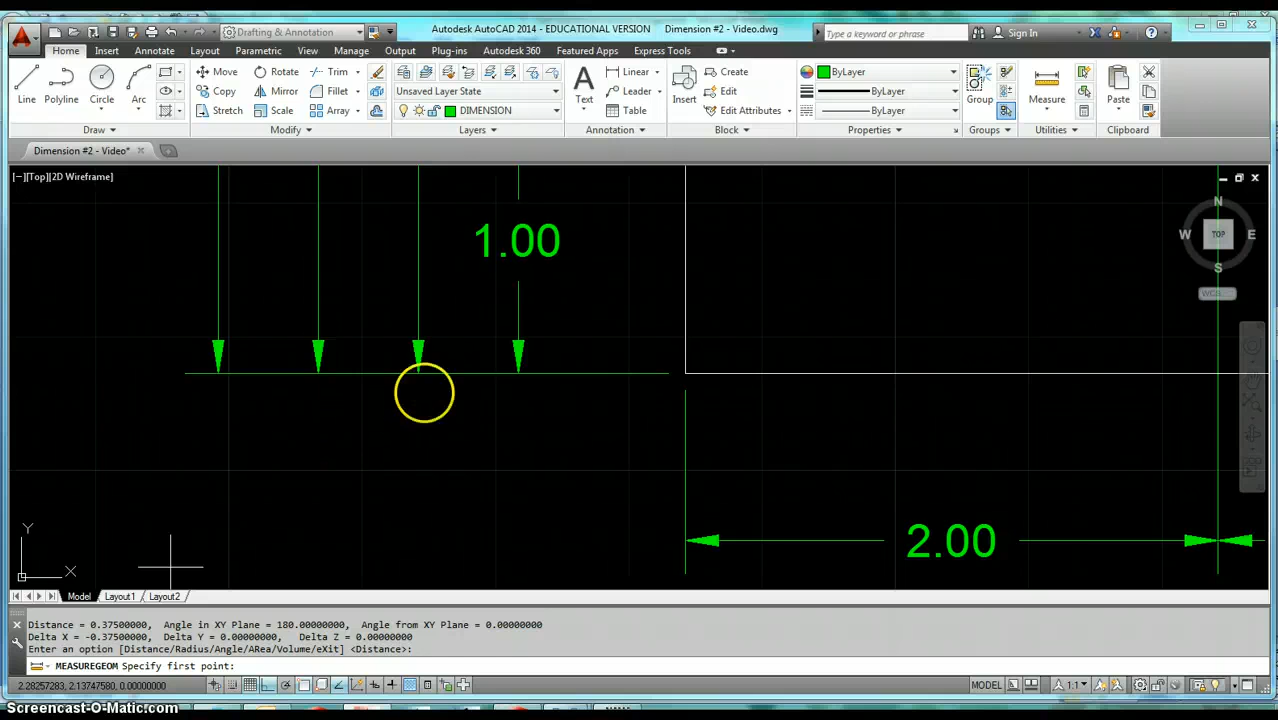 Drafting & Annotation
Autodesk AutoCAD 2014 - EDUCATIONAL VERSION Dimension #2 - Video.dwg
Type a keyword or phrase
Sign In
Home Insert Annotate Layout Parametric View Manage Output Plug-ins Autodesk 360 Featured Apps Express Tools
Line Polyline Circle Arc
Move Rotate Trim
Copy Mirror Fillet
Stretch Scale Array
Unsaved Layer State
DIMENSION
Text
Linear
Leader
Table
Insert
Create
Edit
Edit Attributes
ByLayer
ByLayer
ByLayer
Group
Measure
Paste
Draw Modify Layers Annotation Block Properties Groups Utilities Clipboard
Dimension #2 - Video*
[−][Top][2D Wireframe]
N
W TOP E
S
WCS
1.00
2.00
Y
X
Model Layout1 Layout2
Distance = 0.37500000, Angle in XY Plane = 180.00000000, Angle from XY Plane = 0.00000000
Delta X = -0.37500000, Delta Y = 0.00000000, Delta Z = 0.00000000
Enter an option [Distance/Radius/Angle/ARea/Volume/eXit] <Distance>:
MEASUREGEOM Specify first point:
2.28257283, 2.13747580, 0.00000000
MODEL
1:1
Screencast-O-Matic.com